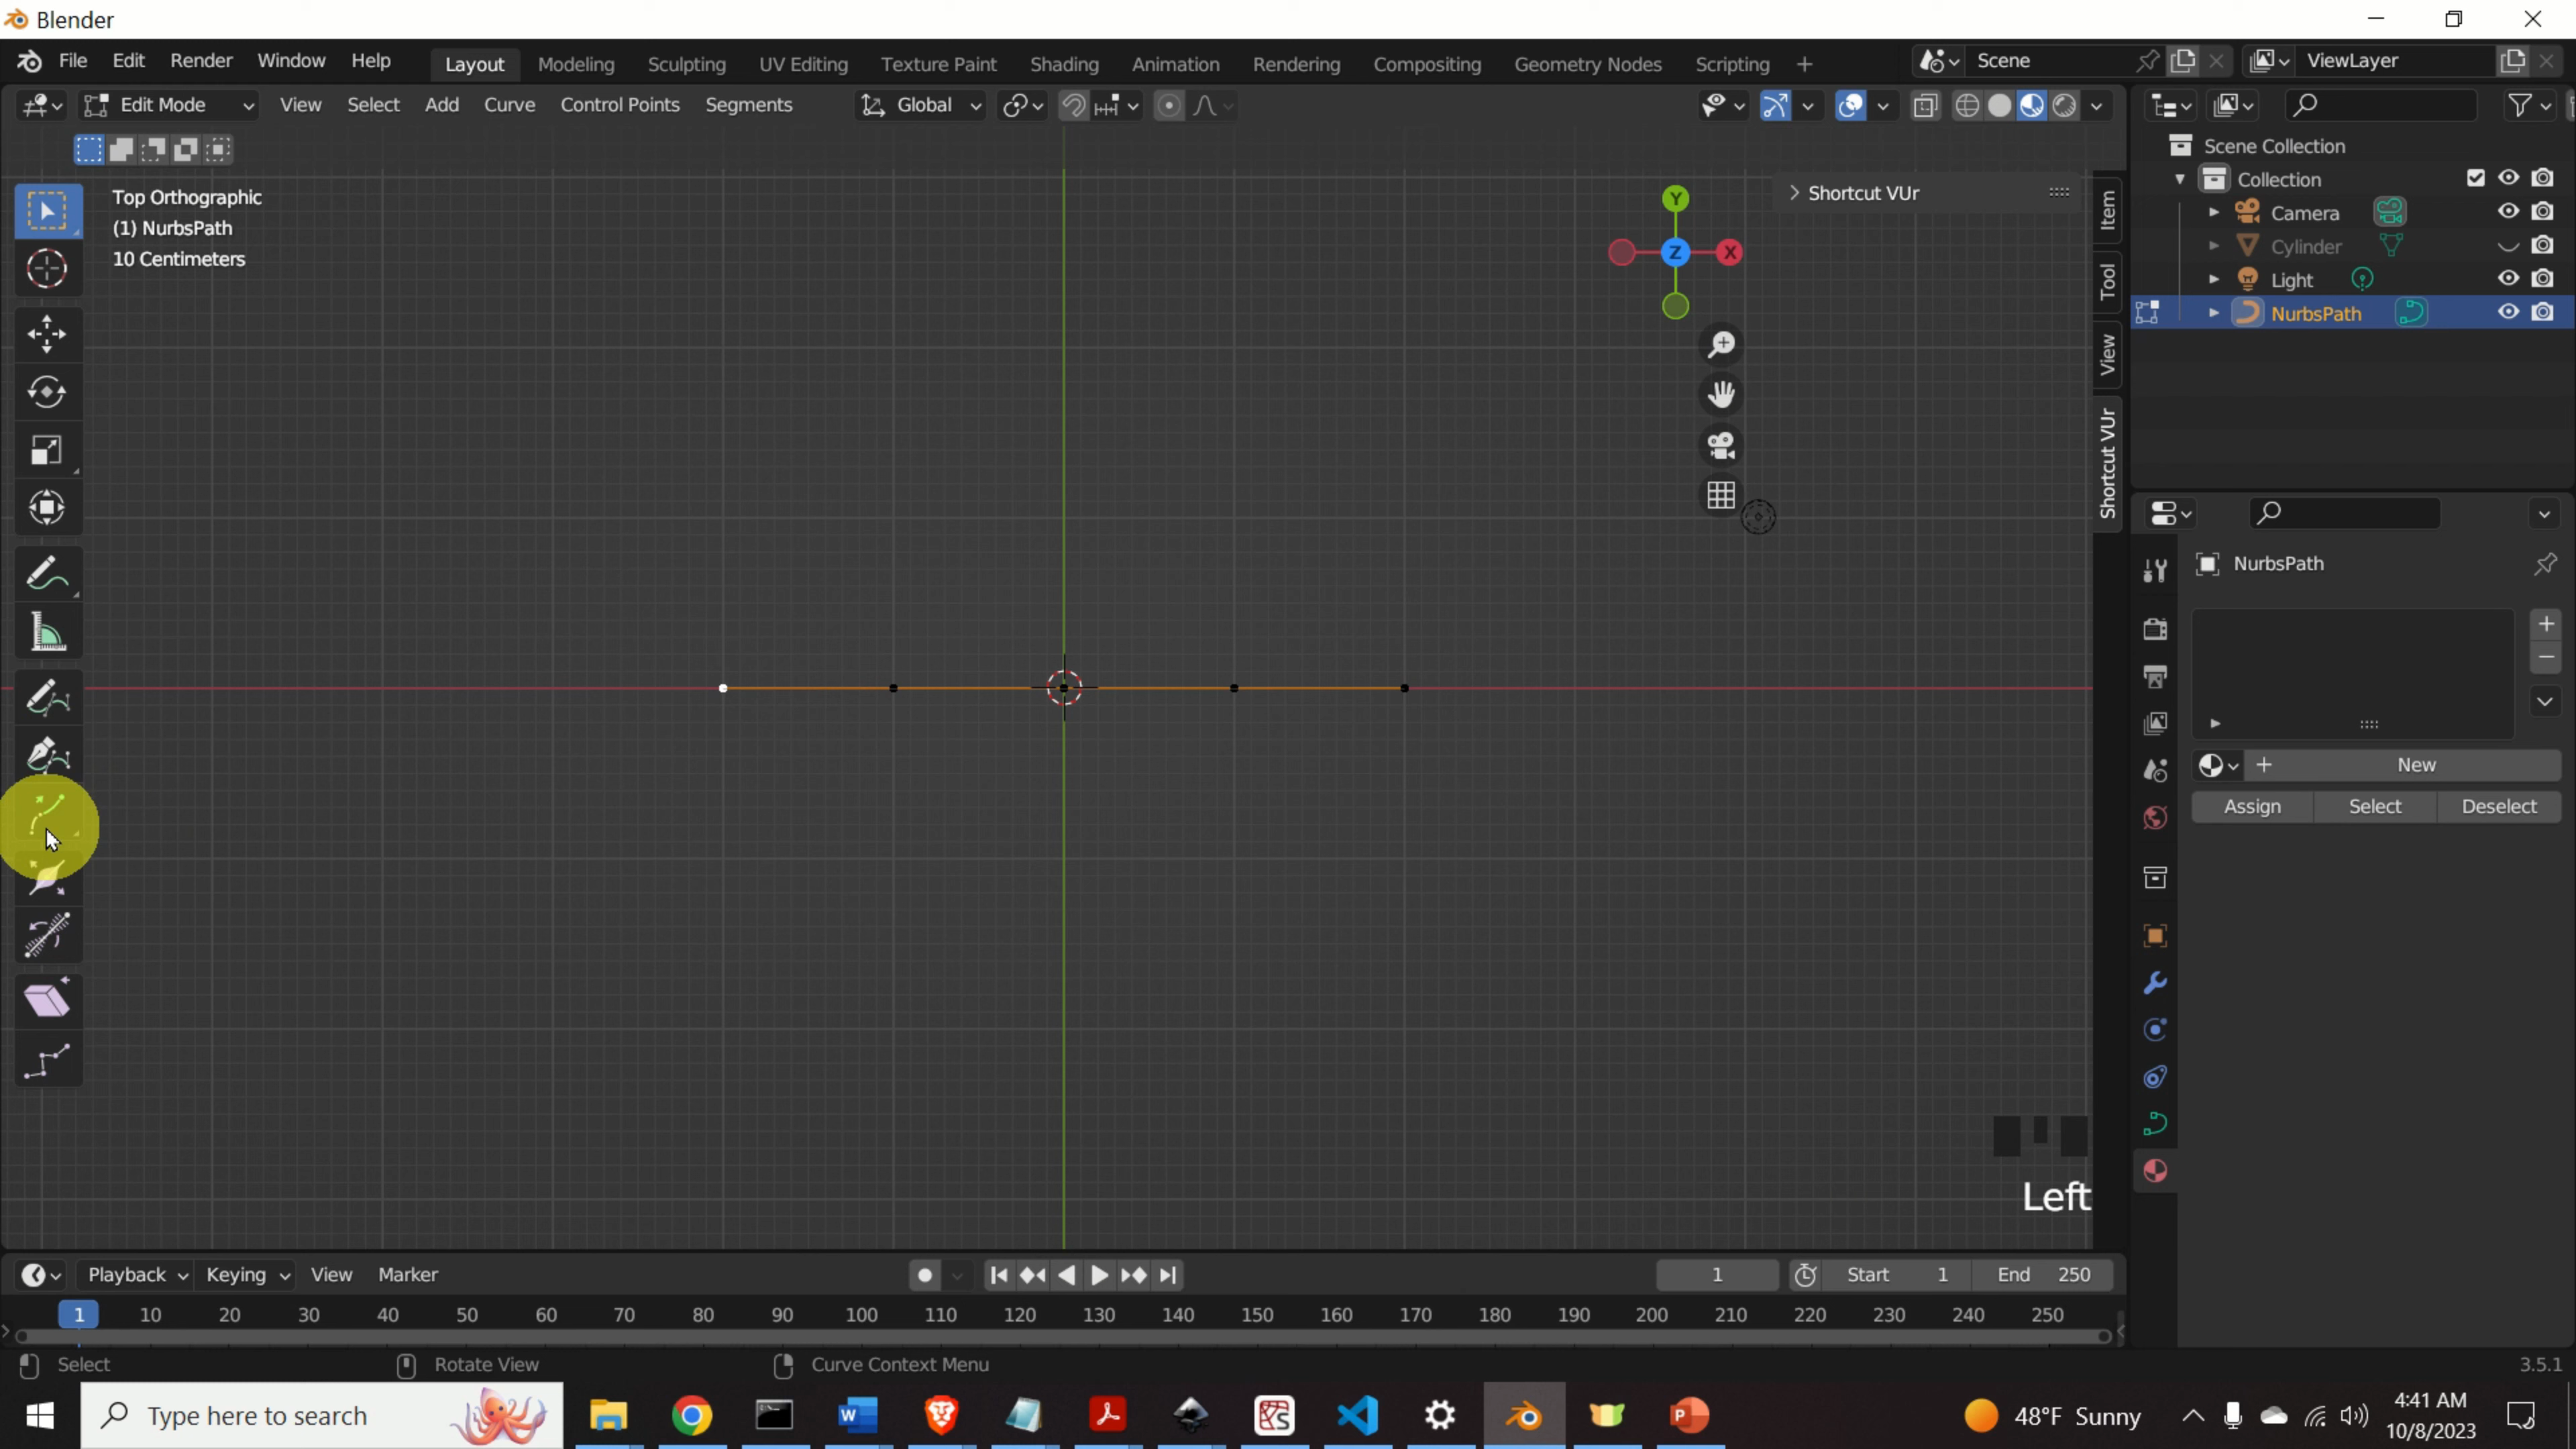 Blender
File Edit Render Window Help Layout Modeling Sculpting UV Editing Texture Paint Shading Animation Rendering Compositing Geometry Nodes Scripting + Scene ViewLayer
Edit Mode View Select Add Curve Control Points Segments Global
Scene Collection
Collection
Camera
Cylinder
Light
NurbsPath
Top Orthographic
(1) NurbsPath
10 Centimeters
Shortcut VUr
Y
Z X
Item
Tool
View
Shortcut VUr
NurbsPath
New
Assign Select Deselect
Left
Playback Keying View Marker 1 Start 1 End 250
1 10 20 30 40 50 60 70 80 90 100 110 120 130 140 150 160 170 180 190 200 210 220 230 240 250
Select Rotate View Curve Context Menu 3.5.1
Type here to search
48°F Sunny
4:41 AM
10/8/2023